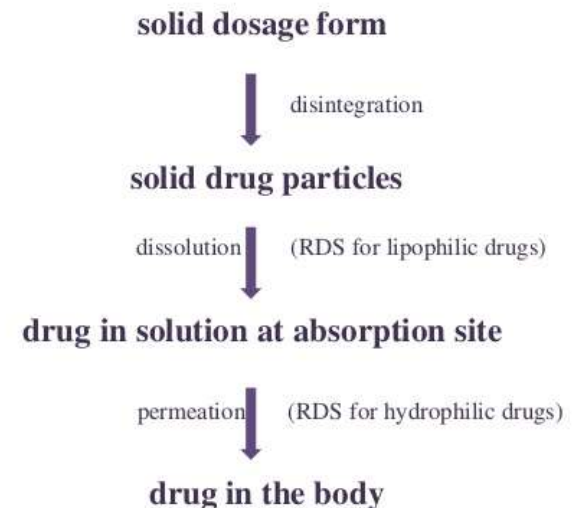 solid dosage form
disintegration
solid drug particles
dissolution (RDS for lipophilic drugs)
drug in solution at absorption site
permeation (RDS for hydrophilic drugs)
drug in the body